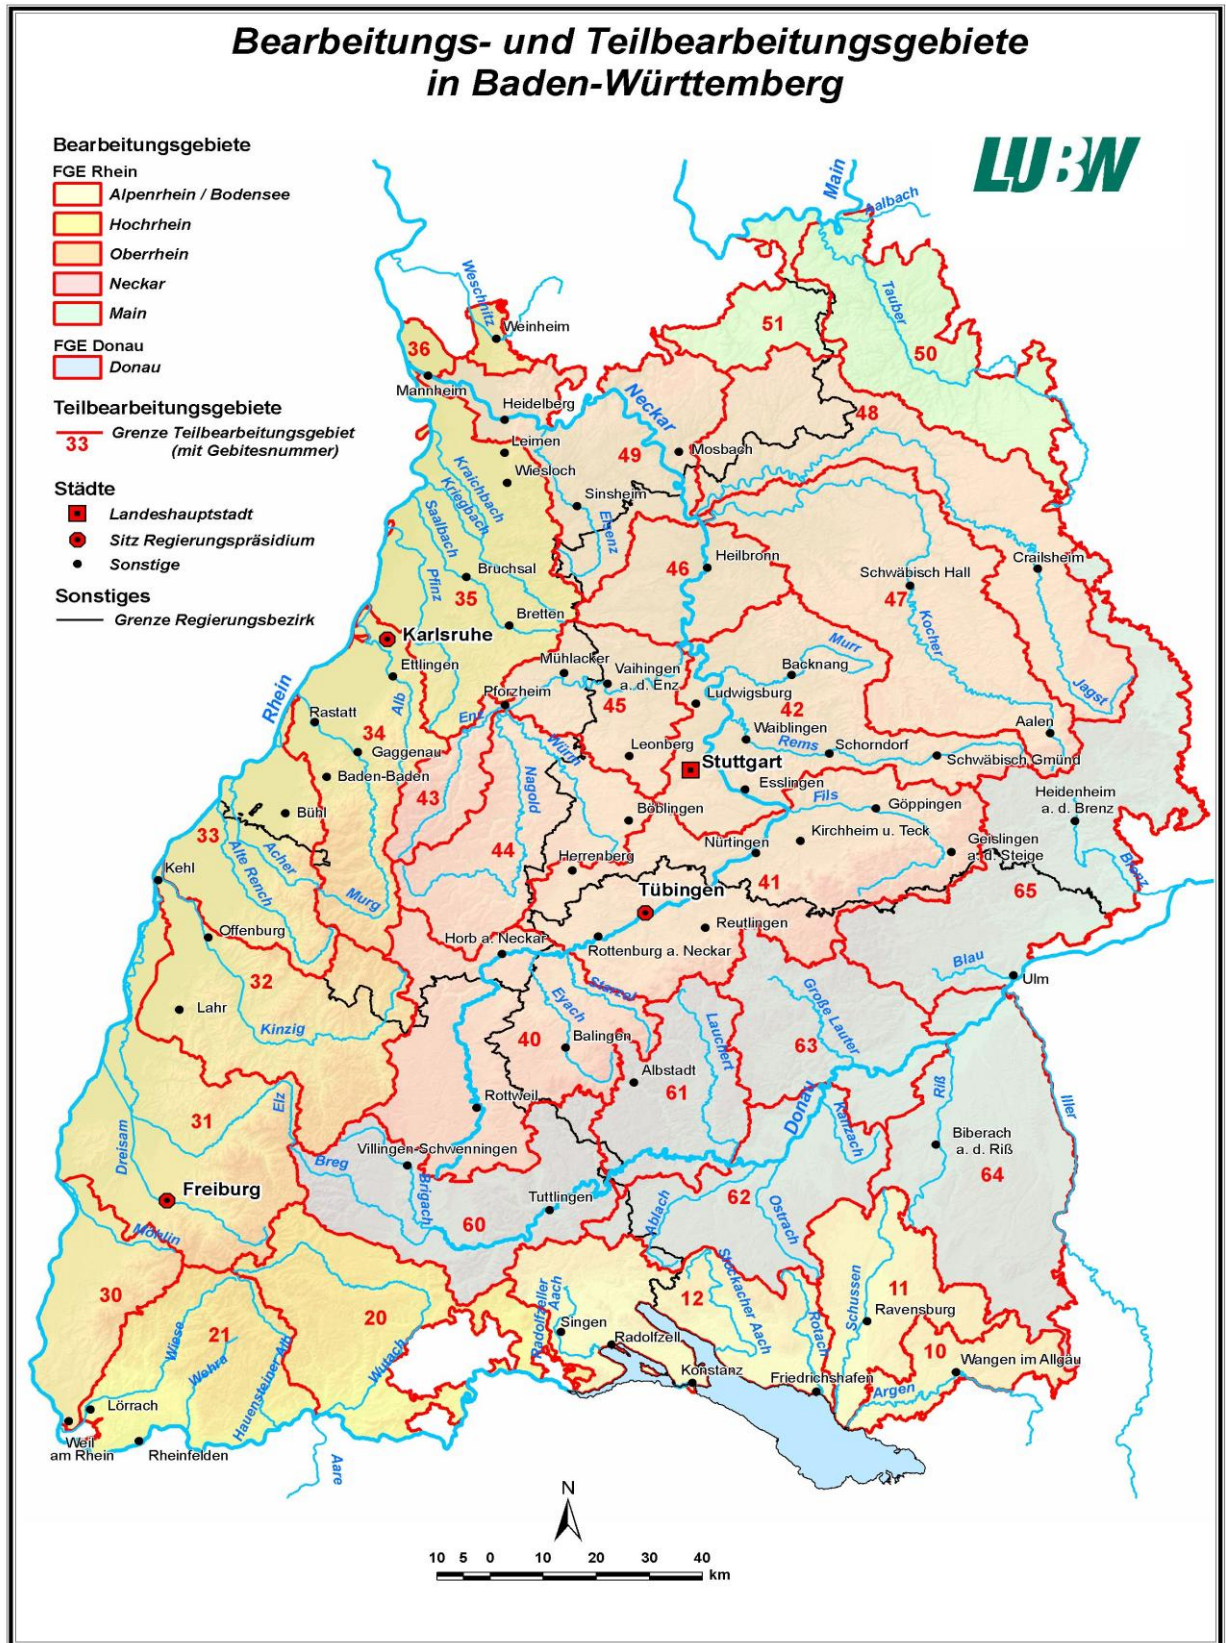 Bearbeitungs- und Teilbearbeitungsgebiete
in Baden-Württemberg
LUBW
Bearbeitungsgebiete
FGE Rhein
Alpenrhein / Bodensee
Hochrhein
Oberrhein
Neckar
Main
FGE Donau
Donau
Teilbearbeitungsgebiete
33
Grenze Teilbearbeitungsgebiet
(mit Gebitesnummer)
Städte
Landeshauptstadt
Sitz Regierungspräsidium
Sonstige
Sonstiges
Grenze Regierungsbezirk
Main
Aalbach
Tauber
50
51
Weschnitz
Weinheim
36
Mannheim
Heidelberg
Neckar
48
Leimen
Mosbach
49
Wiesloch
Kraichbach
Kriegbach
Saalbach
Sinsheim
Elsenz
Pfinz
Bruchsal
35
46
Heilbronn
Crailsheim
Schwäbisch Hall
47
Kocher
Jagst
Bretten
Karlsruhe
Ettlingen
Alb
Mühlacker
Vaihingen
a. d. Enz
Murr
Backnang
Pforzheim
Enz
45
Ludwigsburg
42
Rhein
Rastatt
34
Gaggenau
Baden-Baden
Würm
Leonberg
Waiblingen
Rems
Schorndorf
Aalen
Schwäbisch Gmünd
Stuttgart
Esslingen
43
Nagold
Bühl
Böblingen
Fils
Göppingen
Heidenheim
a. d. Brenz
33
Acher
Alte Rench
44
Kirchheim u. Teck
Nürtingen
Geislingen
a. d. Steige
Brenz
Kehl
Herrenberg
Murg
Tübingen
41
65
Offenburg
Horb a. Neckar
Rottenburg a. Neckar
Reutlingen
Blau
Ulm
32
Lahr
Kinzig
Starzel
Eyach
Große Lauter
40
Balingen
Lauchert
63
Albstadt
61
Riß
Iller
Rottweil
31
Elz
Dreisam
Donau
Kanzach
Biberach
a. d. Riß
64
Villingen-Schwenningen
Breg
Brigach
Freiburg
Tuttlingen
60
62
Ablach
Ostrach
Möhlin
30
20
21
Wiese
Wehra
Hauensteiner Alb
Wutach
Radolfzeller
Aach
Singen
Radolfzell
12
Stockacher Aach
Rotach
Schussen
11
Ravensburg
10
Wangen im Allgäu
Konstanz
Friedrichshafen
Argen
Lörrach
Weil
am Rhein
Rheinfelden
Aare
N
10 5 0 10 20 30 40
km